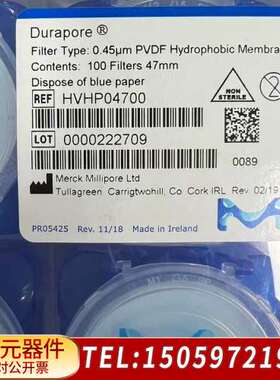 Durapore®
Filter Type: 0.45µm PVDF Hydrophobic Membra
Contents: 100 Filters 47mm
Dispose of blue paper
NON
STERILE
REF HVHP04700
LOT 0000222709
0089
Merck Millipore Ltd
Tullagreen, Carrigtwohill, Co. Cork IRL Rev. 02/19
PR05425 Rev. 11/18 Made in Ireland
元器件
对公开票
TEL:150597219